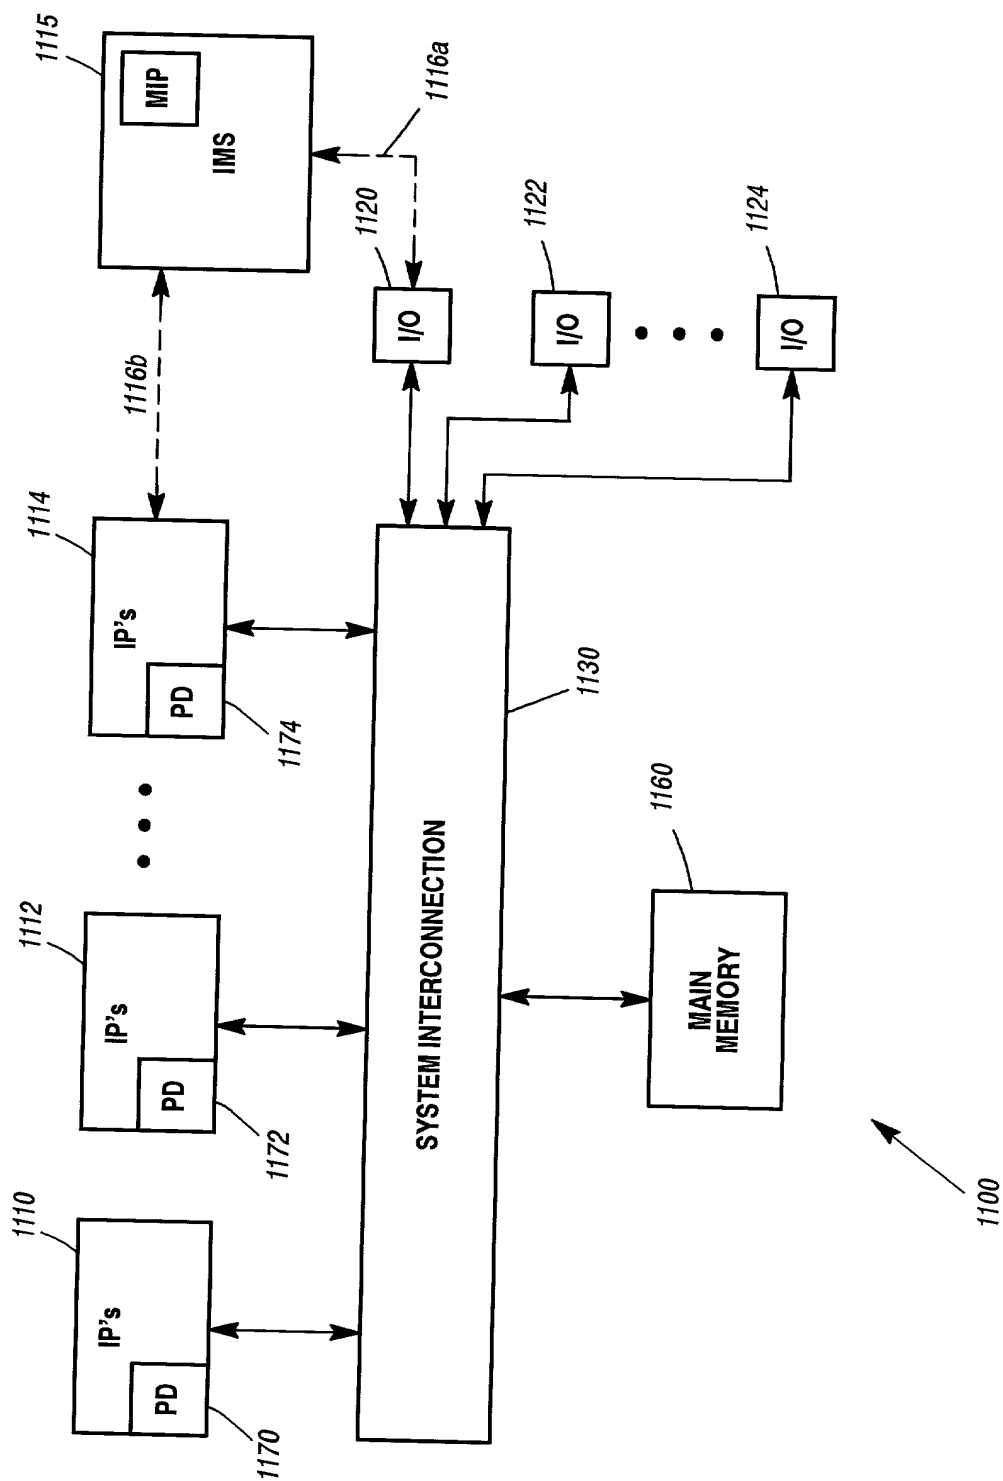 1110
IP's
PD
1170
1112
IP's
PD
1172
1114
IP's
PD
1174
1116b
1115
MIP
IMS
1116a
1120
I/O
1122
I/O
1124
I/O
SYSTEM INTERCONNECTION
1130
MAIN
MEMORY
1160
1100